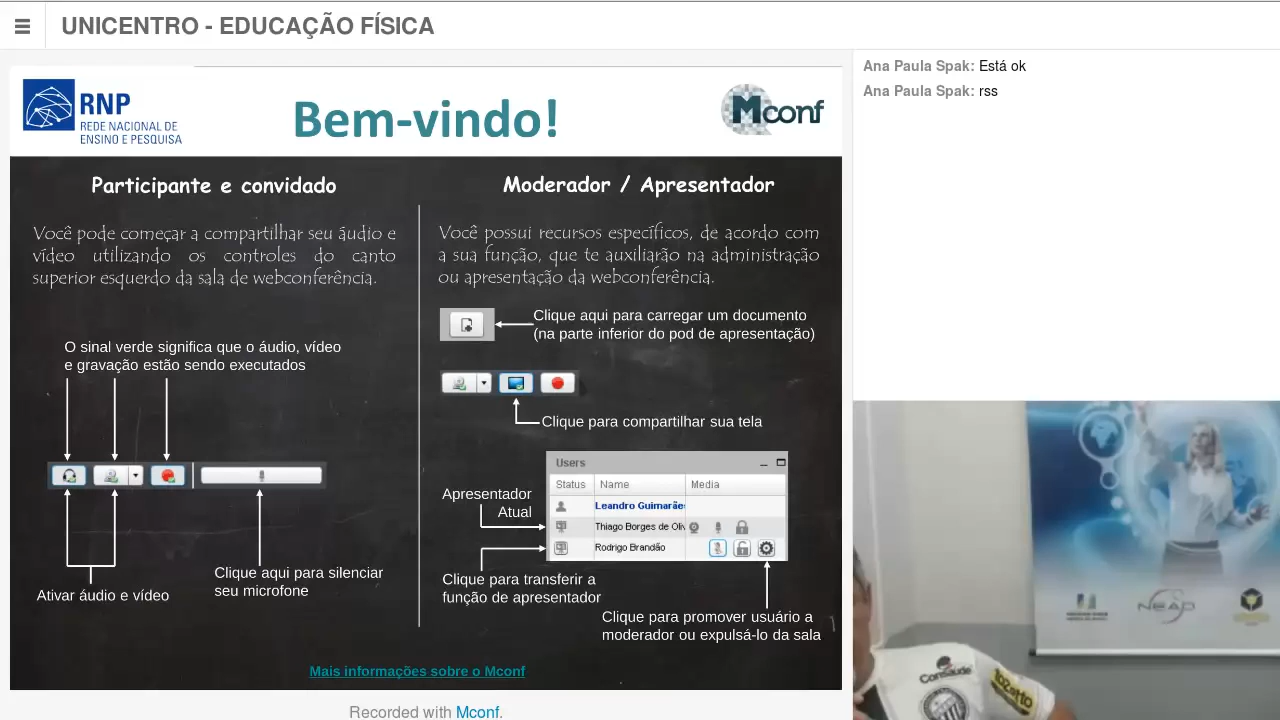 UNICENTRO - EDUCAÇÃO FÍSICA
RNP
REDE NACIONAL DE
ENSINO E PESQUISA
Bem-vindo!
Mconf
Participante e convidado
Você pode começar a compartilhar seu áudio e
vídeo utilizando os controles do canto
superior esquerdo da sala de webconferência.
O sinal verde significa que o áudio, vídeo
e gravação estão sendo executados
Ativar áudio e vídeo
Clique aqui para silenciar
seu microfone
Moderador / Apresentador
Você possui recursos específicos, de acordo com
a sua função, que te auxiliarão na administração
ou apresentação da webconferência.
Clique aqui para carregar um documento
(na parte inferior do pod de apresentação)
Clique para compartilhar sua tela
Users
Status Name Media
Leandro Guimarãe
Thiago Borges de Oliv
Rodrigo Brandão
Apresentador
Atual
Clique para transferir a
função de apresentador
Clique para promover usuário a
moderador ou expulsá-lo da sala
Mais informações sobre o Mconf
Recorded with Mconf.
Ana Paula Spak: Está ok
Ana Paula Spak: rss
NEAD
ConSaúde